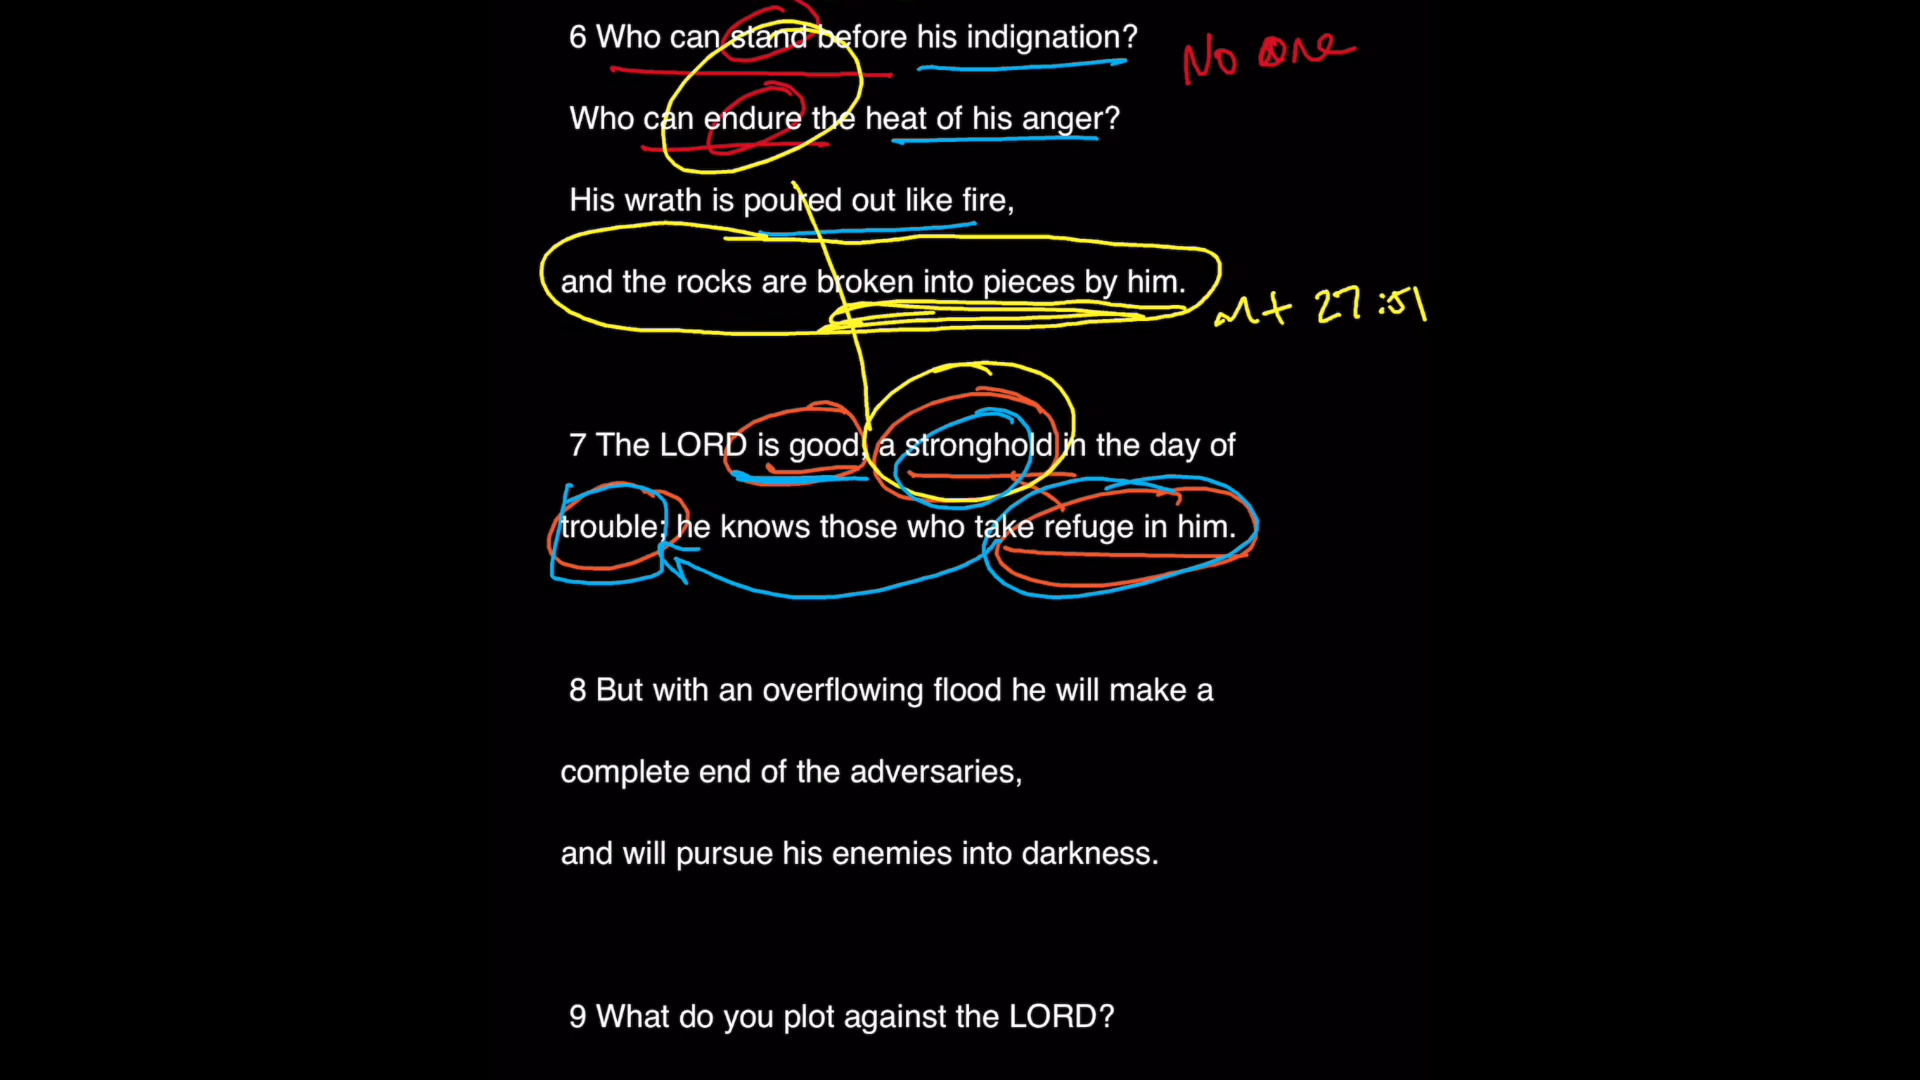 6 Who can stand before his indignation?
No one
Who can endure the heat of his anger?
His wrath is poured out like fire,
and the rocks are broken into pieces by him.
Mt 27:51
7 The LORD is good, a stronghold in the day of
trouble; he knows those who take refuge in him.
8 But with an overflowing flood he will make a
complete end of the adversaries,
and will pursue his enemies into darkness.
9 What do you plot against the LORD?